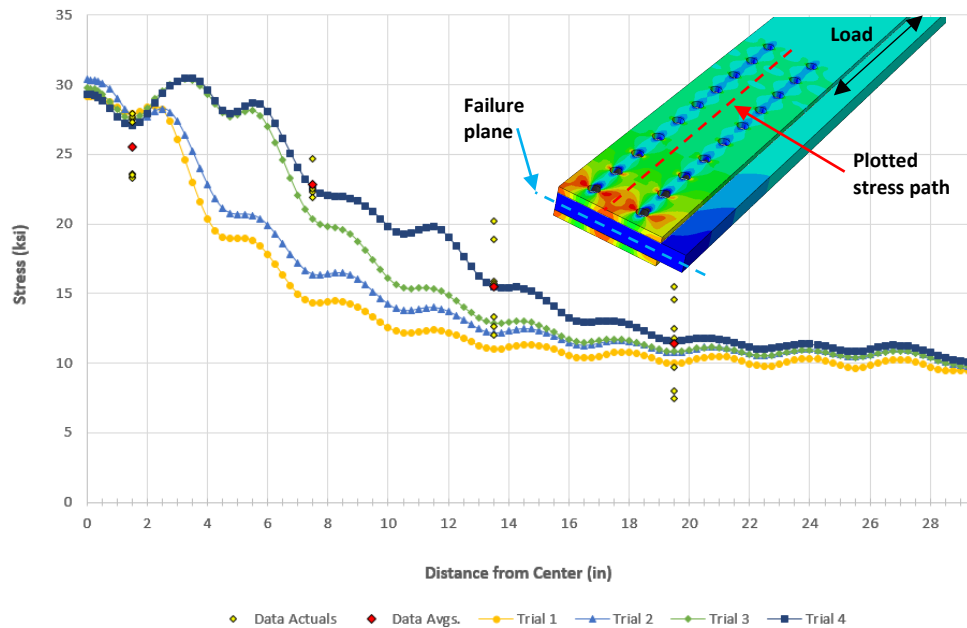 35
30
25
20
15
10
5
0
Stress (ksi)
0 2 4 6 8 10 12 14 16 18 20 22 24 26 28
Distance from Center (in)
Failure
plane
Load
Plotted
stress path
Data Actuals Data Avgs. Trial 1 Trial 2 Trial 3 Trial 4